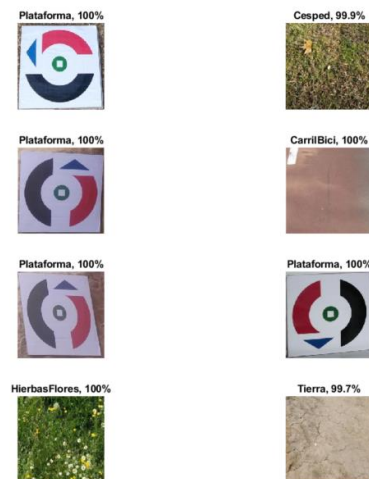 Plataforma, 100%
Cesped, 99.9%
Plataforma, 100%
CarrilBici, 100%
Plataforma, 100%
Plataforma, 100%
HierbasFlores, 100%
Tierra, 99.7%